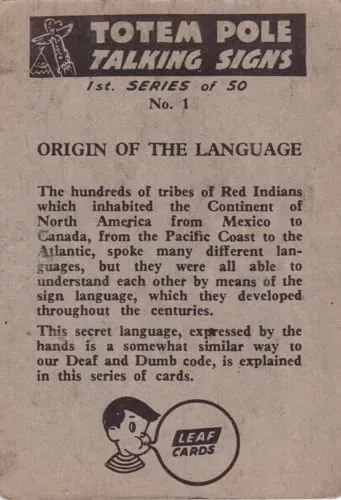 TOTEM POLE
TALKING SIGNS
1st. SERIES of 50
No. 1
ORIGIN OF THE LANGUAGE
The hundreds of tribes of Red Indians
which inhabited the Continent of
North America from Mexico to
Canada, from the Pacific Coast to the
Atlantic, spoke many different lan-
guages, but they were all able to
understand each other by means of the
sign language, which they developed
throughout the centuries.
This secret language, expressed by the
hands is a somewhat similar way to
our Deaf and Dumb code, is explained
in this series of cards.
LEAF
CARDS